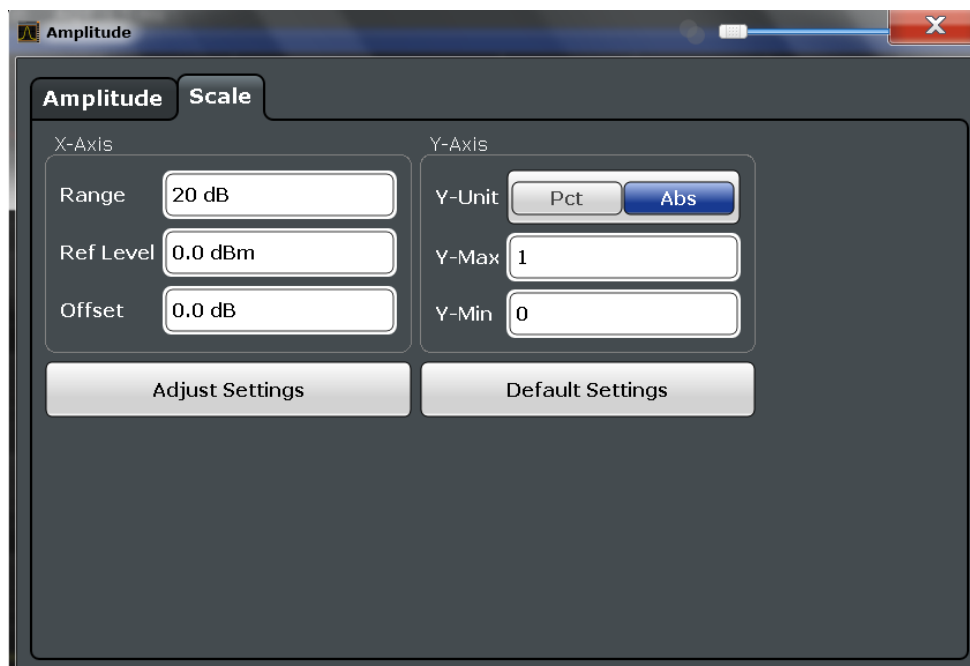 Amplitude
X
Amplitude Scale
X-Axis
Range 20 dB
Ref Level 0.0 dBm
Offset 0.0 dB
Y-Axis
Y-Unit Pct Abs
Y-Max 1
Y-Min 0
Adjust Settings
Default Settings